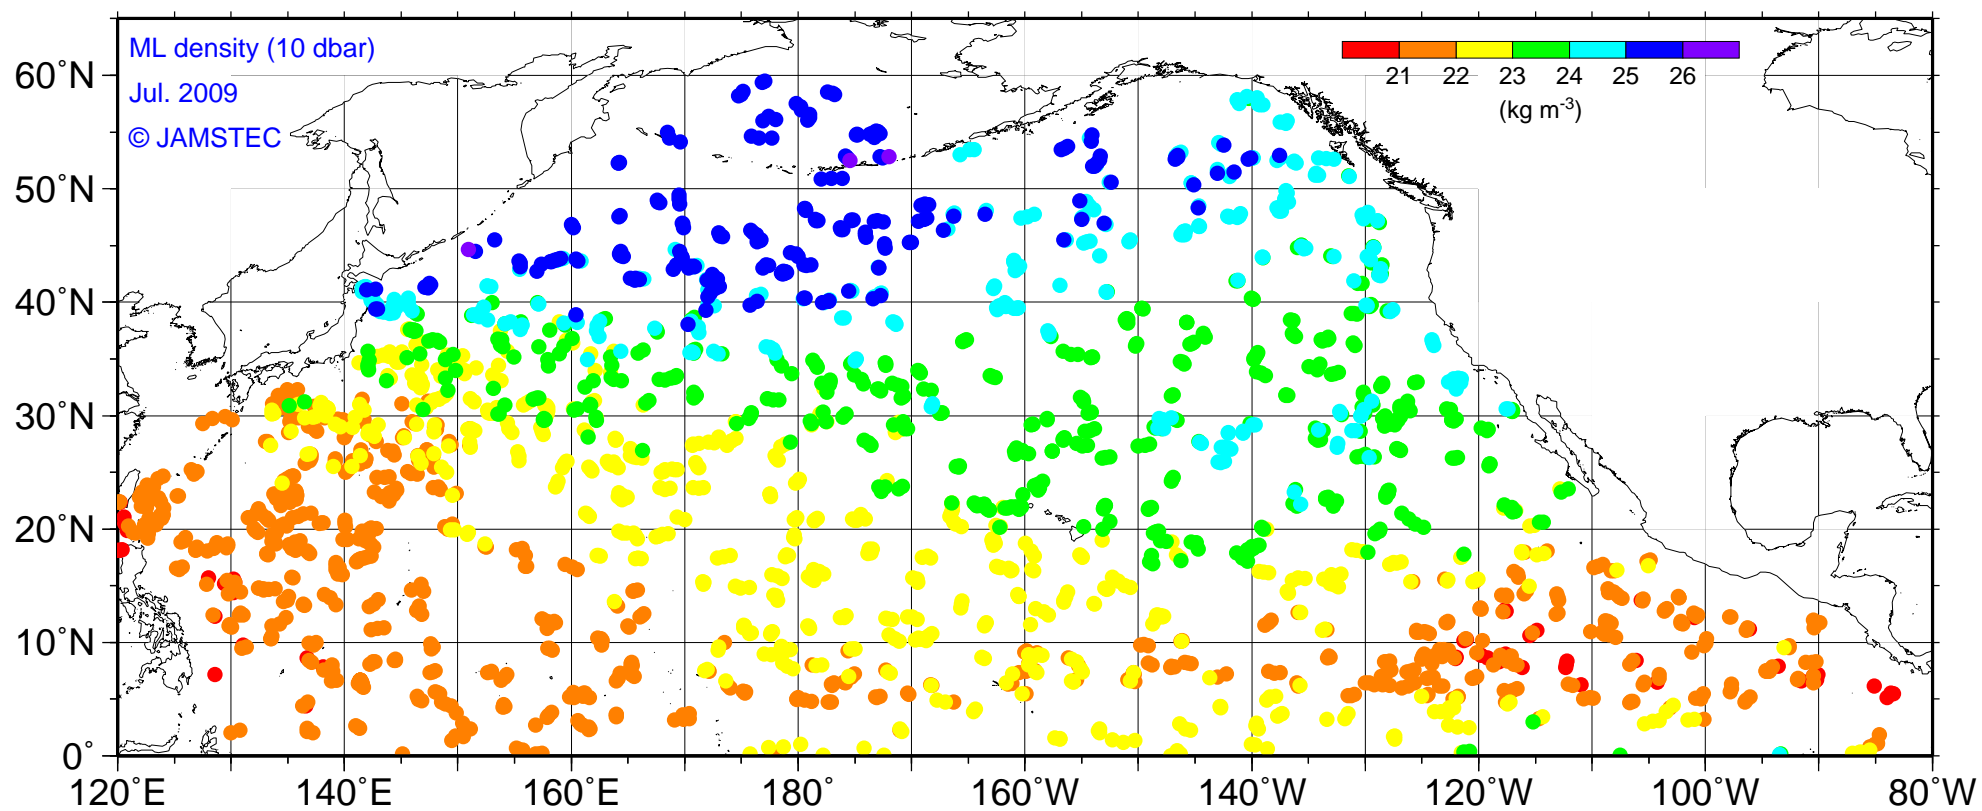 ML density (10 dbar)
Jul. 2009
© JAMSTEC
21 22 23 24 25 26
(kg m-3)
60˚N
50˚N
40˚N
30˚N
20˚N
10˚N
0˚
120˚E 140˚E 160˚E 180˚ 160˚W 140˚W 120˚W 100˚W 80˚W